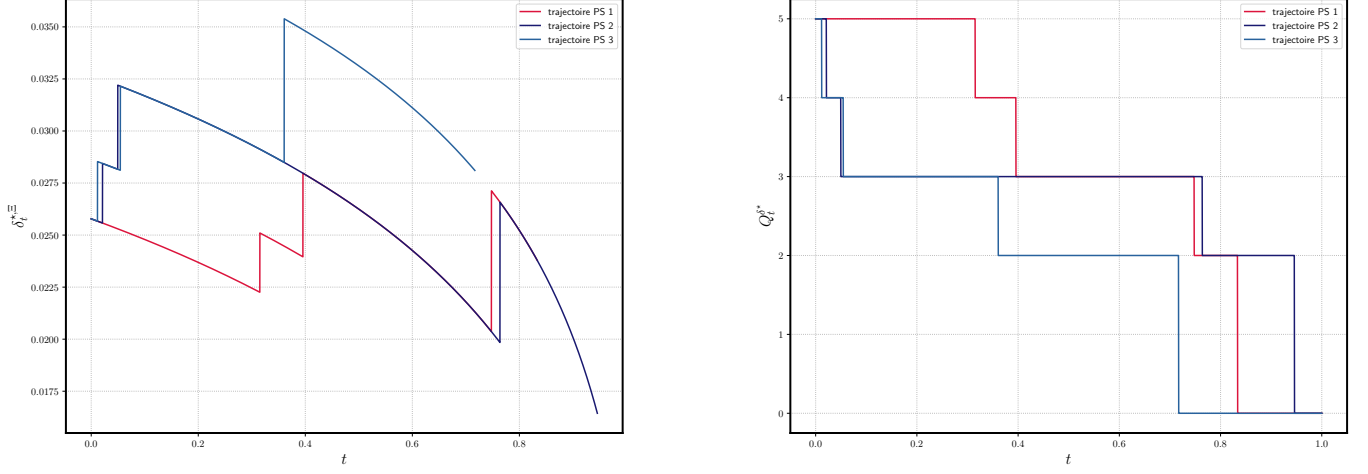 trajectoire PS 1
trajectoire PS 2
trajectoire PS 3
0.0350
0.0325
0.0300
0.0275
0.0250
0.0225
0.0200
0.0175
δ_t^{⋆,Ξ}
0.0
0.2
0.4
0.6
0.8
t
trajectoire PS 1
trajectoire PS 2
trajectoire PS 3
5
4
3
2
1
0
Q_t^{δ^⋆}
0.0
0.2
0.4
0.6
0.8
1.0
t